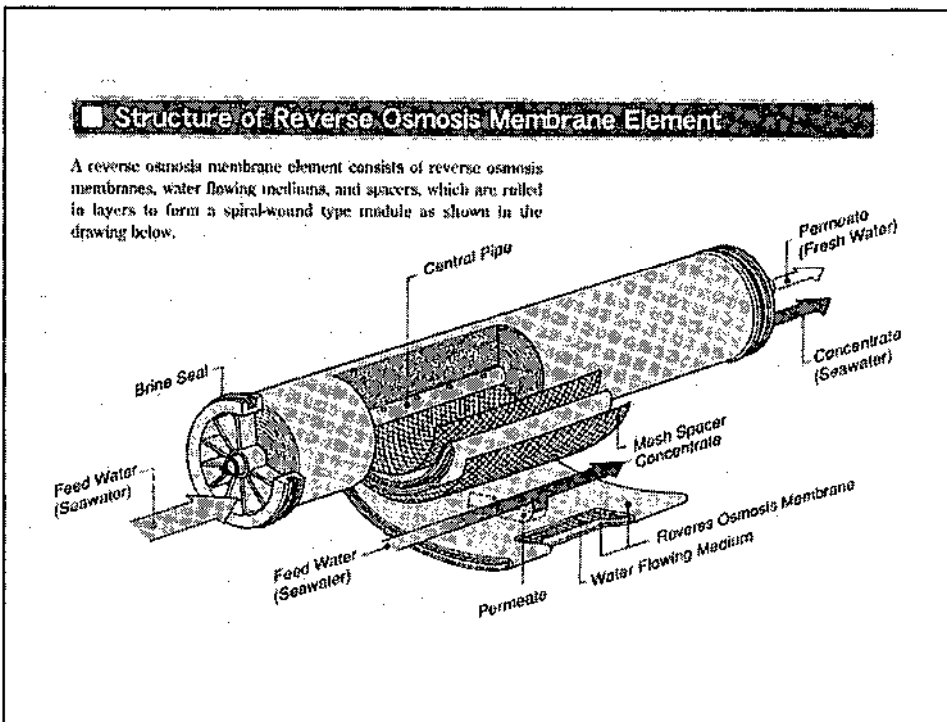 Structure of Reverse Osmosis Membrane Element
A reverse osmosis membrane element consists of reverse osmosis
membranes, water flowing mediums, and spacers, which are rolled
in layers to form a spiral-wound type module as shown in the
drawing below.
Permeate
(Fresh Water)
Central Pipe
Concentrate
(Seawater)
Brine Seal
Mesh Spacer
Concentrate
Feed Water
(Seawater)
Reveres Osmosis Membrane
Water Flowing Medium
Feed Water
(Seawater)
Permeate